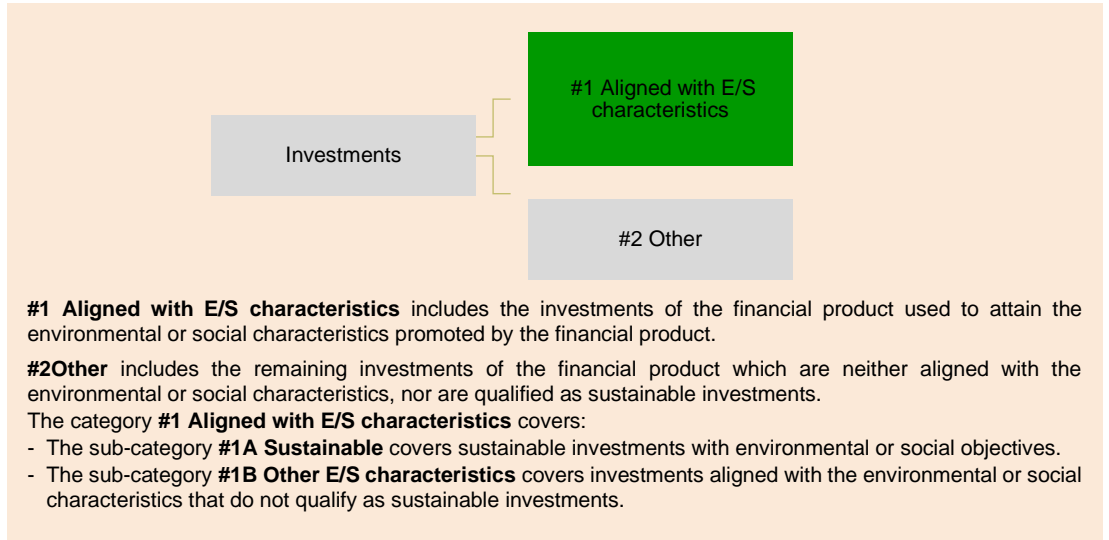 #1 Aligned with E/S
characteristics
Investments
#2 Other
#1 Aligned with E/S characteristics includes the investments of the financial product used to attain the
environmental or social characteristics promoted by the financial product.
#2Other includes the remaining investments of the financial product which are neither aligned with the
environmental or social characteristics, nor are qualified as sustainable investments.
The category #1 Aligned with E/S characteristics covers:
- The sub-category #1A Sustainable covers sustainable investments with environmental or social objectives.
- The sub-category #1B Other E/S characteristics covers investments aligned with the environmental or social
characteristics that do not qualify as sustainable investments.